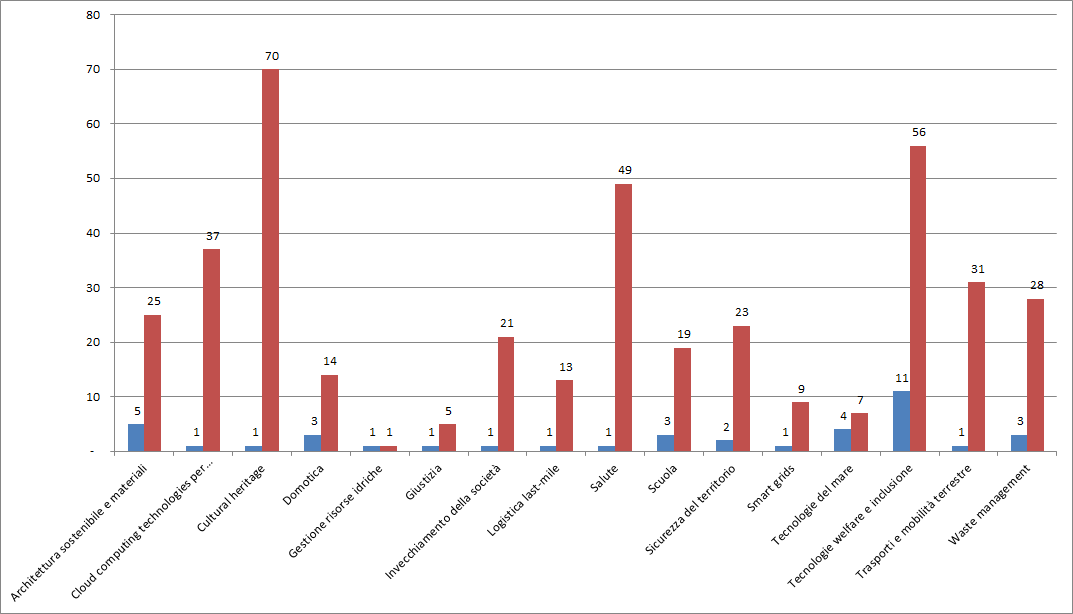 80
70
60
50
40
30
20
10
-
5 25
1 37
1 70
3 14
1 1
1 5
1 21
1 13
1 49
3 19
2 23
1 9
4 7
11 56
1 31
3 28
Architettura sostenibile e materiali
Cloud computing technologies per...
Cultural heritage
Domotica
Gestione risorse idriche
Giustizia
Invecchiamento della società
Logistica last-mile
Salute
Scuola
Sicurezza del territorio
Smart grids
Tecnologie del mare
Tecnologie welfare e inclusione
Trasporti e mobilità terrestre
Waste management